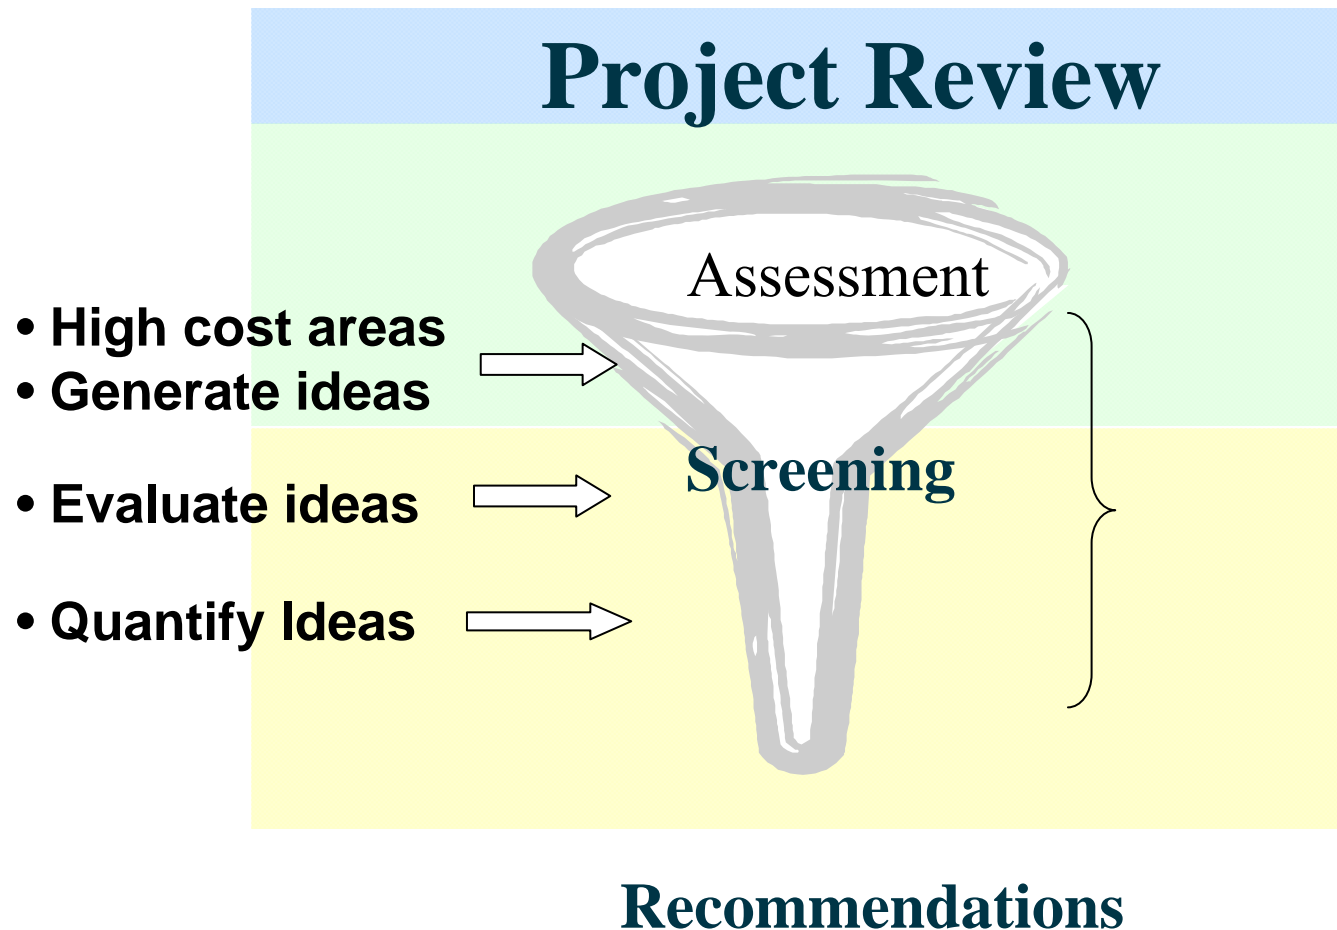 Project Review
Assessment
• High cost areas
• Generate ideas
Screening
• Evaluate ideas
• Quantify Ideas
Recommendations